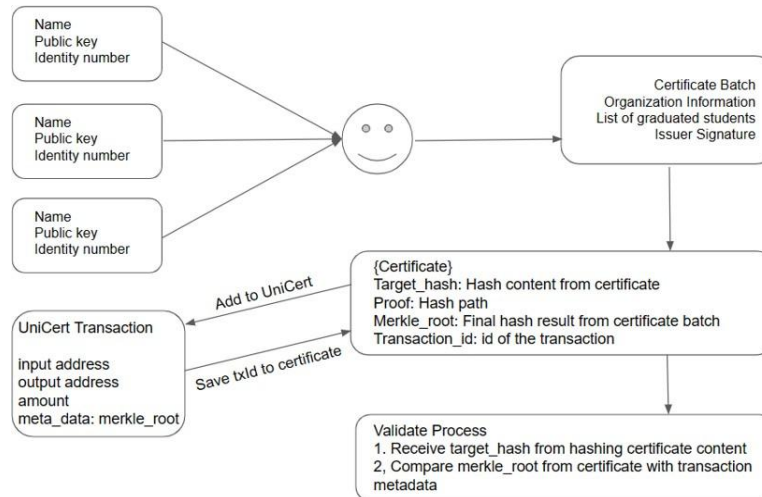 Name
Public key
Identity number
Name
Public key
Identity number
Name
Public key
Identity number
Certificate Batch
Organization Information
List of graduated students
Issuer Signature
{Certificate}
Target_hash: Hash content from certificate
Proof: Hash path
Merkle_root: Final hash result from certificate batch
Transaction_id: id of the transaction
Add to UniCert
Save txId to certificate
UniCert Transaction
input address
output address
amount
meta_data: merkle_root
Validate Process
1. Receive target_hash from hashing certificate content
2, Compare merkle_root from certificate with transaction
metadata